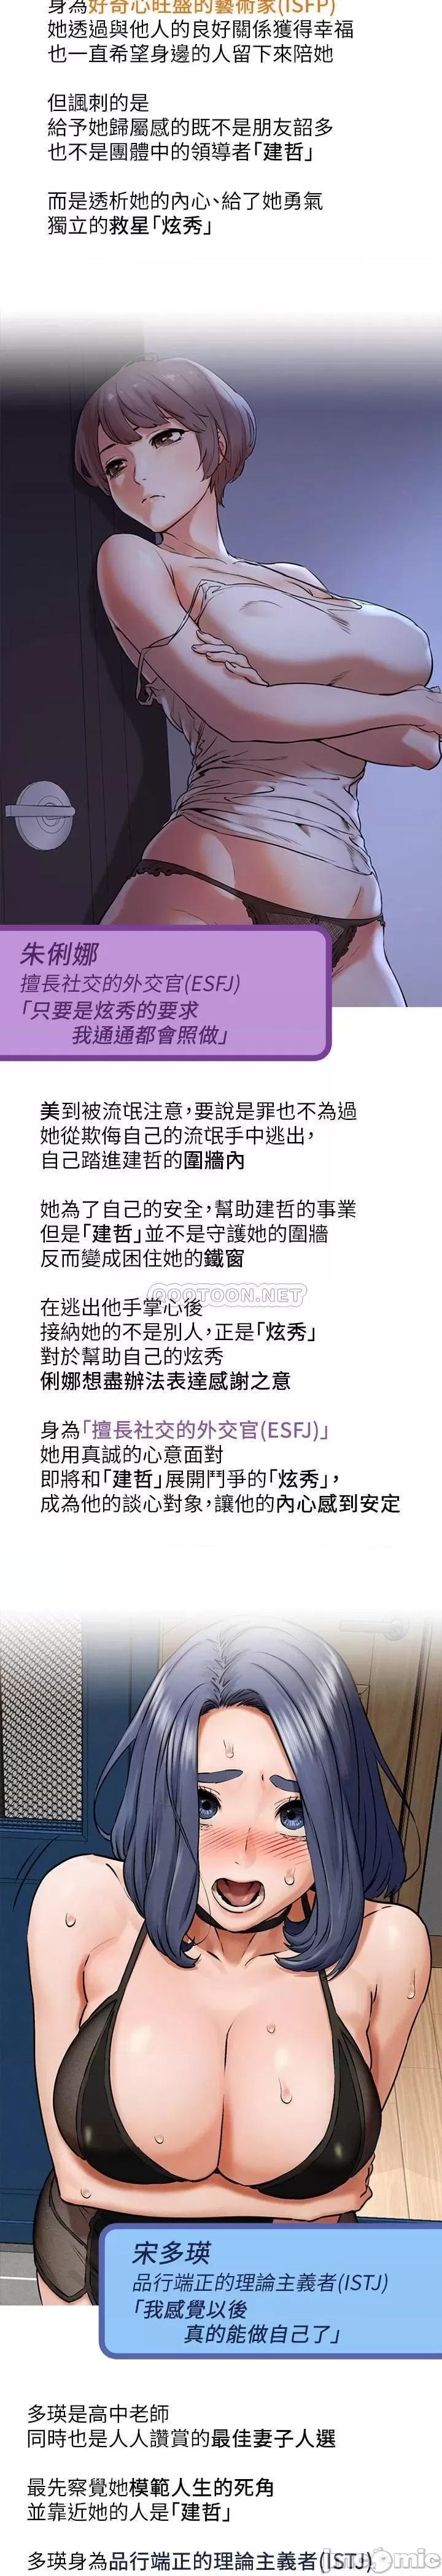 身為好奇心旺盛的藝術家(ISFP)
她透過與他人的良好關係獲得幸福
也一直希望身邊的人留下來陪她
但諷刺的是
給予她歸屬感的既不是朋友韶多
也不是團體中的領導者「建哲」
而是透析她的內心、給了她勇氣
獨立的救星「炫秀」
朱俐娜
擅長社交的外交官(ESFJ)
「只要是炫秀的要求
我通通都會照做」
美到被流氓注意，要說是罪也不為過
她從欺侮自己的流氓手中逃出，
自己踏進建哲的圍牆內
她為了自己的安全，幫助建哲的事業
但是「建哲」並不是守護她的圍牆
反而變成困住她的鐵窗
OOOTOON.NET
在逃出他手掌心後
接納她的不是別人，正是「炫秀」
對於幫助自己的炫秀
俐娜想盡辦法表達感謝之意
身為「擅長社交的外交官(ESFJ)」
她用真誠的心意面對
即將和「建哲」展開鬥爭的「炫秀」，
成為他的談心對象，讓他的內心感到安定
宋多瑛
品行端正的理論主義者(ISTJ)
「我感覺以後
真的能做自己了」
多瑛是高中老師
同時也是人人讚賞的最佳妻子人選
最先察覺她模範人生的死角
並靠近她的人是「建哲」
多瑛身為品行端正的理論主義者(ISTJ)